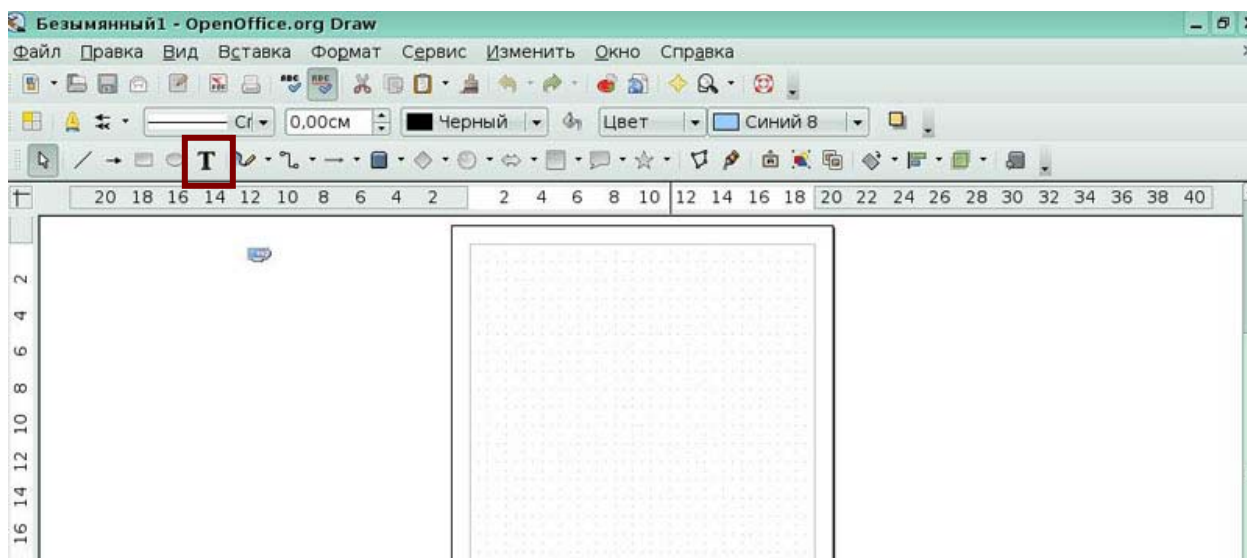 Безымянный1 - OpenOffice.org Draw
Файл Правка Вид Вставка Формат Сервис Изменить Окно Справка
Сп 0,00см Черный Цвет Синий 8
T
20 18 16 14 12 10 8 6 4 2 2 4 6 8 10 12 14 16 18 20 22 24 26 28 30 32 34 36 38 40
2
4
6
8
10
12
14
16